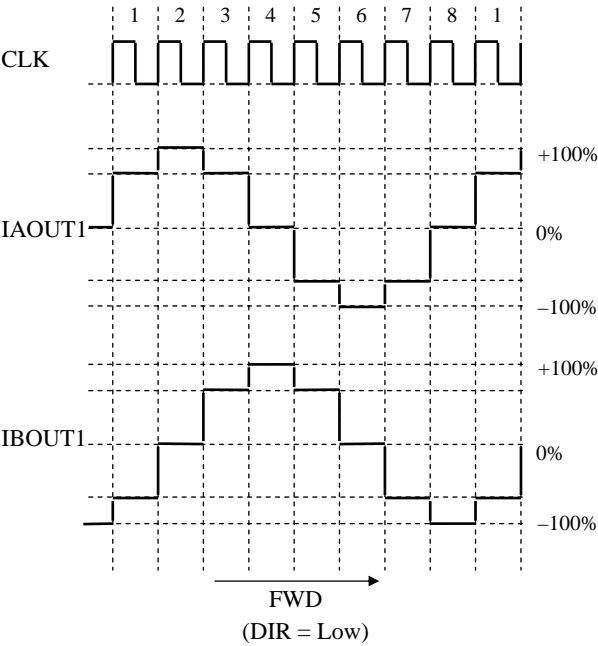 1 2 3 4 5 6 7 8 1
CLK
+100%
IAOUT1
0%
–100%
+100%
IBOUT1
0%
–100%
FWD
(DIR = Low)